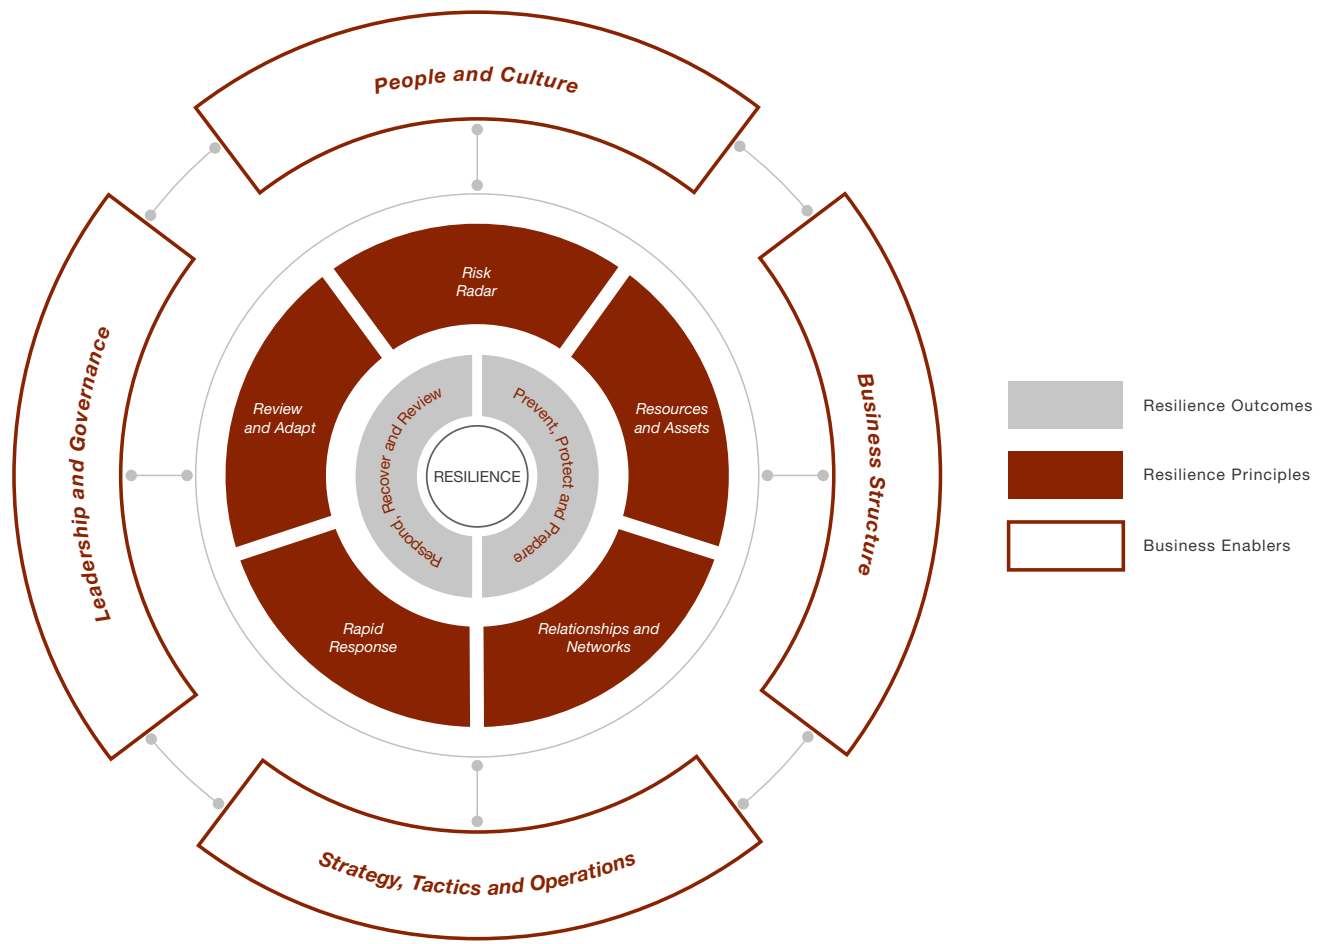 People and Culture
Risk
Radar
Review
and Adapt
Resources
and Assets
Leadership and Governance
Respond, Recover and Review
Prevent, Protect and Prepare
RESILIENCE
Business Structure
Rapid
Response
Relationships and
Networks
Strategy, Tactics and Operations
Resilience Outcomes
Resilience Principles
Business Enablers